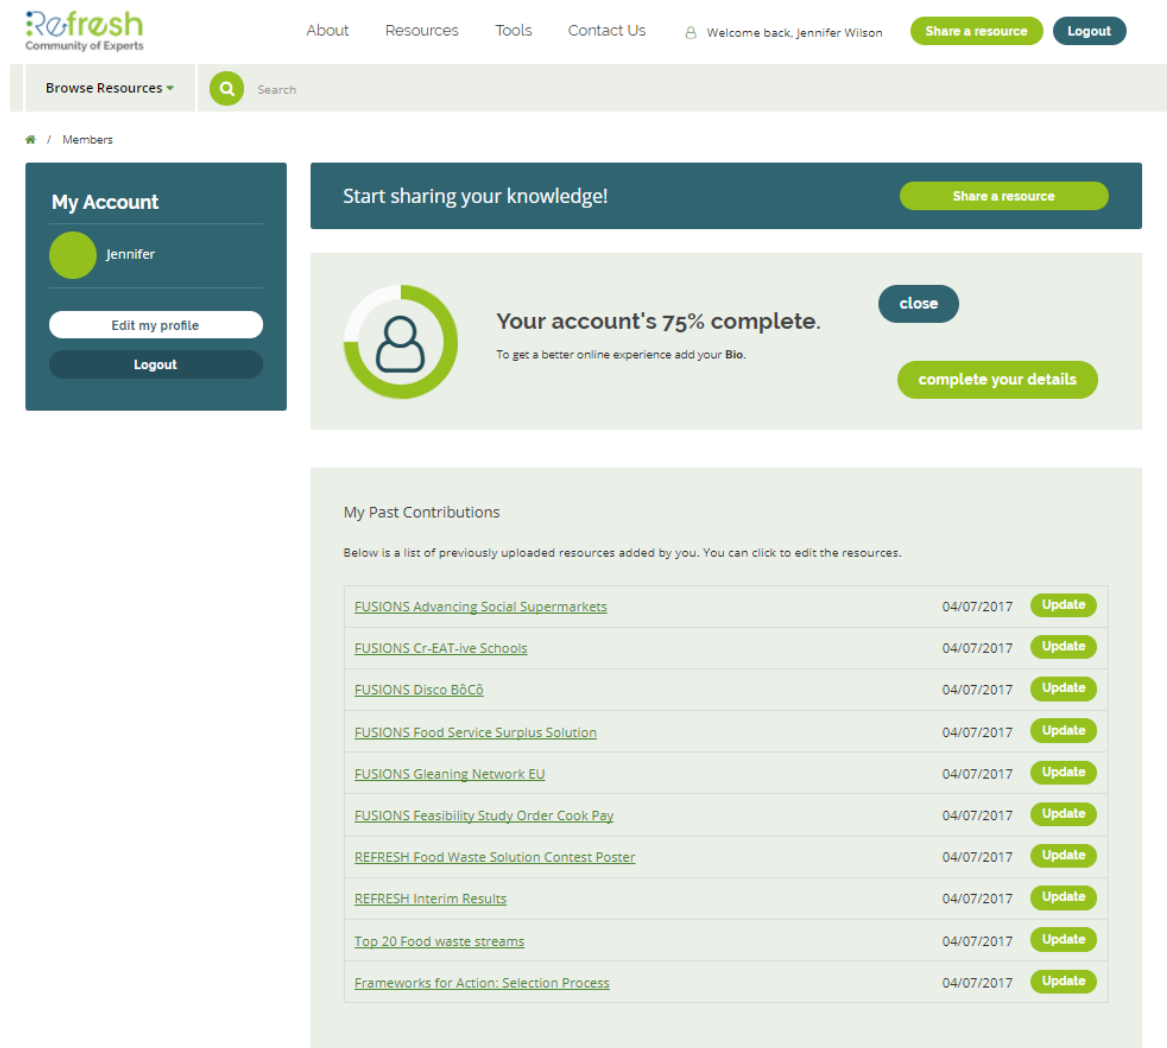 Refresh
Community of Experts
About Resources Tools Contact Us Welcome back, Jennifer Wilson Share a resource Logout
Browse Resources Search
/ Members
My Account
Jennifer
Edit my profile
Logout
Start sharing your knowledge! Share a resource
Your account's 75% complete.
To get a better online experience add your Bio.
close
complete your details
My Past Contributions
Below is a list of previously uploaded resources added by you. You can click to edit the resources.
FUSIONS Advancing Social Supermarkets 04/07/2017 Update
FUSIONS Cr-EAT-ive Schools 04/07/2017 Update
FUSIONS Disco BôCô 04/07/2017 Update
FUSIONS Food Service Surplus Solution 04/07/2017 Update
FUSIONS Gleaning Network EU 04/07/2017 Update
FUSIONS Feasibility Study Order Cook Pay 04/07/2017 Update
REFRESH Food Waste Solution Contest Poster 04/07/2017 Update
REFRESH Interim Results 04/07/2017 Update
Top 20 Food waste streams 04/07/2017 Update
Frameworks for Action: Selection Process 04/07/2017 Update